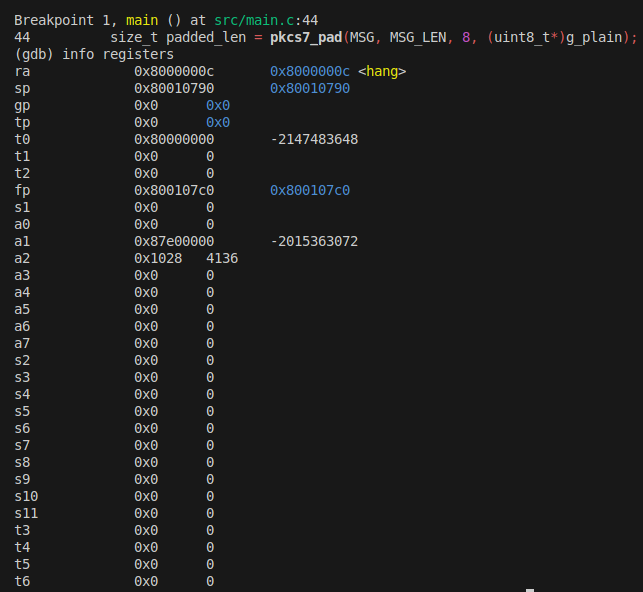 Breakpoint 1, main () at src/main.c:44
44          size_t padded_len = pkcs7_pad(MSG, MSG_LEN, 8, (uint8_t*)g_plain);
(gdb) info registers
ra             0x8000000c       0x8000000c <hang>
sp             0x80010790       0x80010790
gp             0x0      0x0
tp             0x0      0x0
t0             0x80000000       -2147483648
t1             0x0      0
t2             0x0      0
fp             0x800107c0       0x800107c0
s1             0x0      0
a0             0x0      0
a1             0x87e00000       -2015363072
a2             0x1028   4136
a3             0x0      0
a4             0x0      0
a5             0x0      0
a6             0x0      0
a7             0x0      0
s2             0x0      0
s3             0x0      0
s4             0x0      0
s5             0x0      0
s6             0x0      0
s7             0x0      0
s8             0x0      0
s9             0x0      0
s10            0x0      0
s11            0x0      0
t3             0x0      0
t4             0x0      0
t5             0x0      0
t6             0x0      0